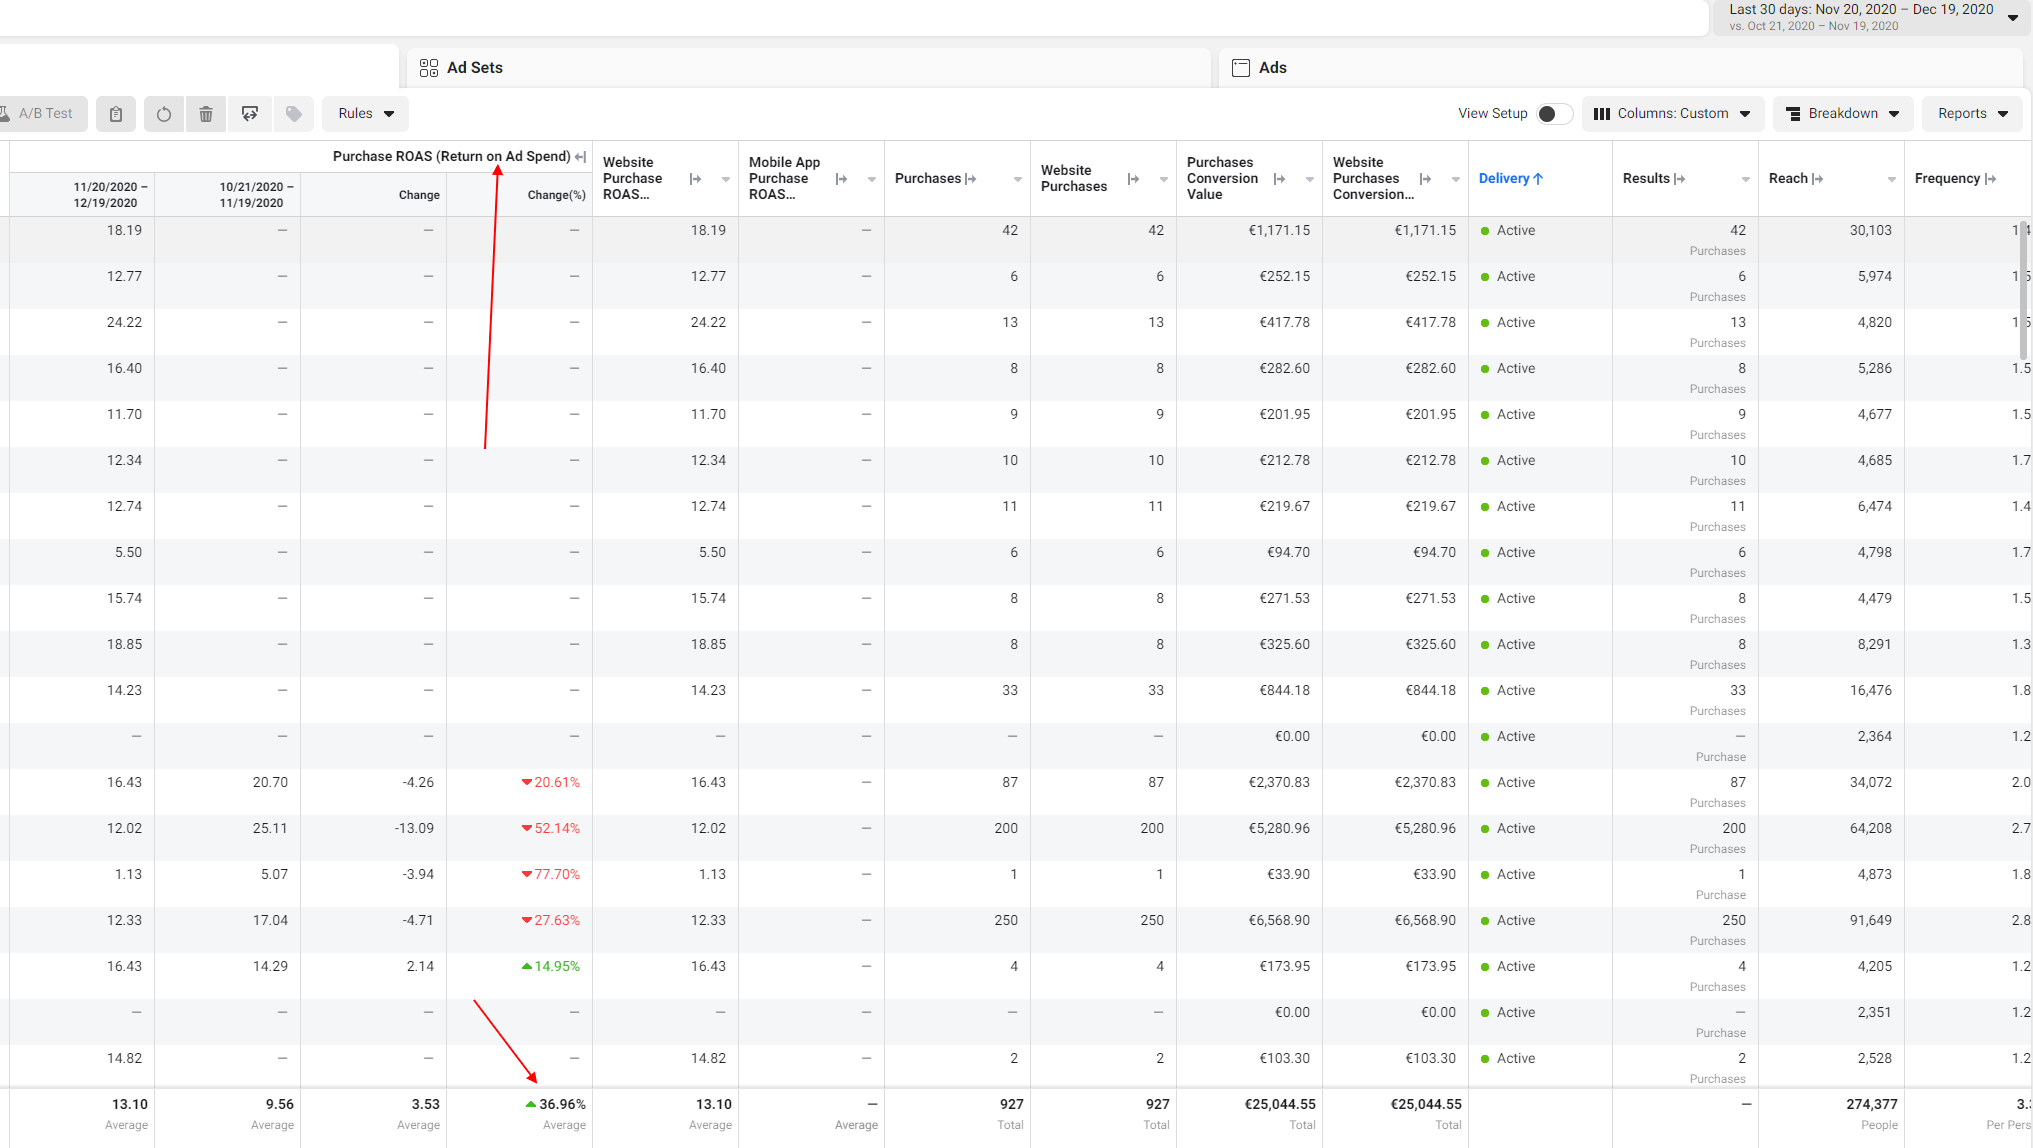 Last 30 days: Nov 20, 2020 – Dec 19, 2020
vs. Oct 21, 2020 – Nov 19, 2020
Ad Sets
Ads
A/B Test
Rules
View Setup
Columns: Custom
Breakdown
Reports
Purchase ROAS (Return on Ad Spend)
11/20/2020 –
12/19/2020
10/21/2020 –
11/19/2020
Change
Change(%)
Website
Purchase
ROAS...
Mobile App
Purchase
ROAS...
Purchases
Website
Purchases
Purchases
Conversion
Value
Website
Purchases
Conversion...
Delivery
Results
Reach
Frequency
18.19 — — — 18.19 — 42 42 €1,171.15 €1,171.15 Active 42 30,103
Purchases
12.77 — — — 12.77 — 6 6 €252.15 €252.15 Active 6 5,974
Purchases
24.22 — — — 24.22 — 13 13 €417.78 €417.78 Active 13 4,820
Purchases
16.40 — — — 16.40 — 8 8 €282.60 €282.60 Active 8 5,286 1.5
Purchases
11.70 — — — 11.70 — 9 9 €201.95 €201.95 Active 9 4,677 1.5
Purchases
12.34 — — — 12.34 — 10 10 €212.78 €212.78 Active 10 4,685 1.7
Purchases
12.74 — — — 12.74 — 11 11 €219.67 €219.67 Active 11 6,474 1.4
Purchases
5.50 — — — 5.50 — 6 6 €94.70 €94.70 Active 6 4,798 1.7
Purchases
15.74 — — — 15.74 — 8 8 €271.53 €271.53 Active 8 4,479 1.5
Purchases
18.85 — — — 18.85 — 8 8 €325.60 €325.60 Active 8 8,291 1.3
Purchases
14.23 — — — 14.23 — 33 33 €844.18 €844.18 Active 33 16,476 1.8
Purchases
— — — — — — — — €0.00 €0.00 Active — 2,364 1.2
Purchase
16.43 20.70 -4.26 20.61% 16.43 — 87 87 €2,370.83 €2,370.83 Active 87 34,072 2.0
Purchases
12.02 25.11 -13.09 52.14% 12.02 — 200 200 €5,280.96 €5,280.96 Active 200 64,208 2.7
Purchases
1.13 5.07 -3.94 77.70% 1.13 — 1 1 €33.90 €33.90 Active 1 4,873 1.8
Purchase
12.33 17.04 -4.71 27.63% 12.33 — 250 250 €6,568.90 €6,568.90 Active 250 91,649 2.8
Purchases
16.43 14.29 2.14 14.95% 16.43 — 4 4 €173.95 €173.95 Active 4 4,205 1.2
Purchases
— — — — — — — — €0.00 €0.00 Active — 2,351 1.2
Purchase
14.82 — — — 14.82 — 2 2 €103.30 €103.30 Active 2 2,528 1.2
Purchases
13.10 9.56 3.53 36.96% 13.10 — 927 927 €25,044.55 €25,044.55 — 274,377
Average Average Average Average Average Average Total Total Total Total People Per Pers